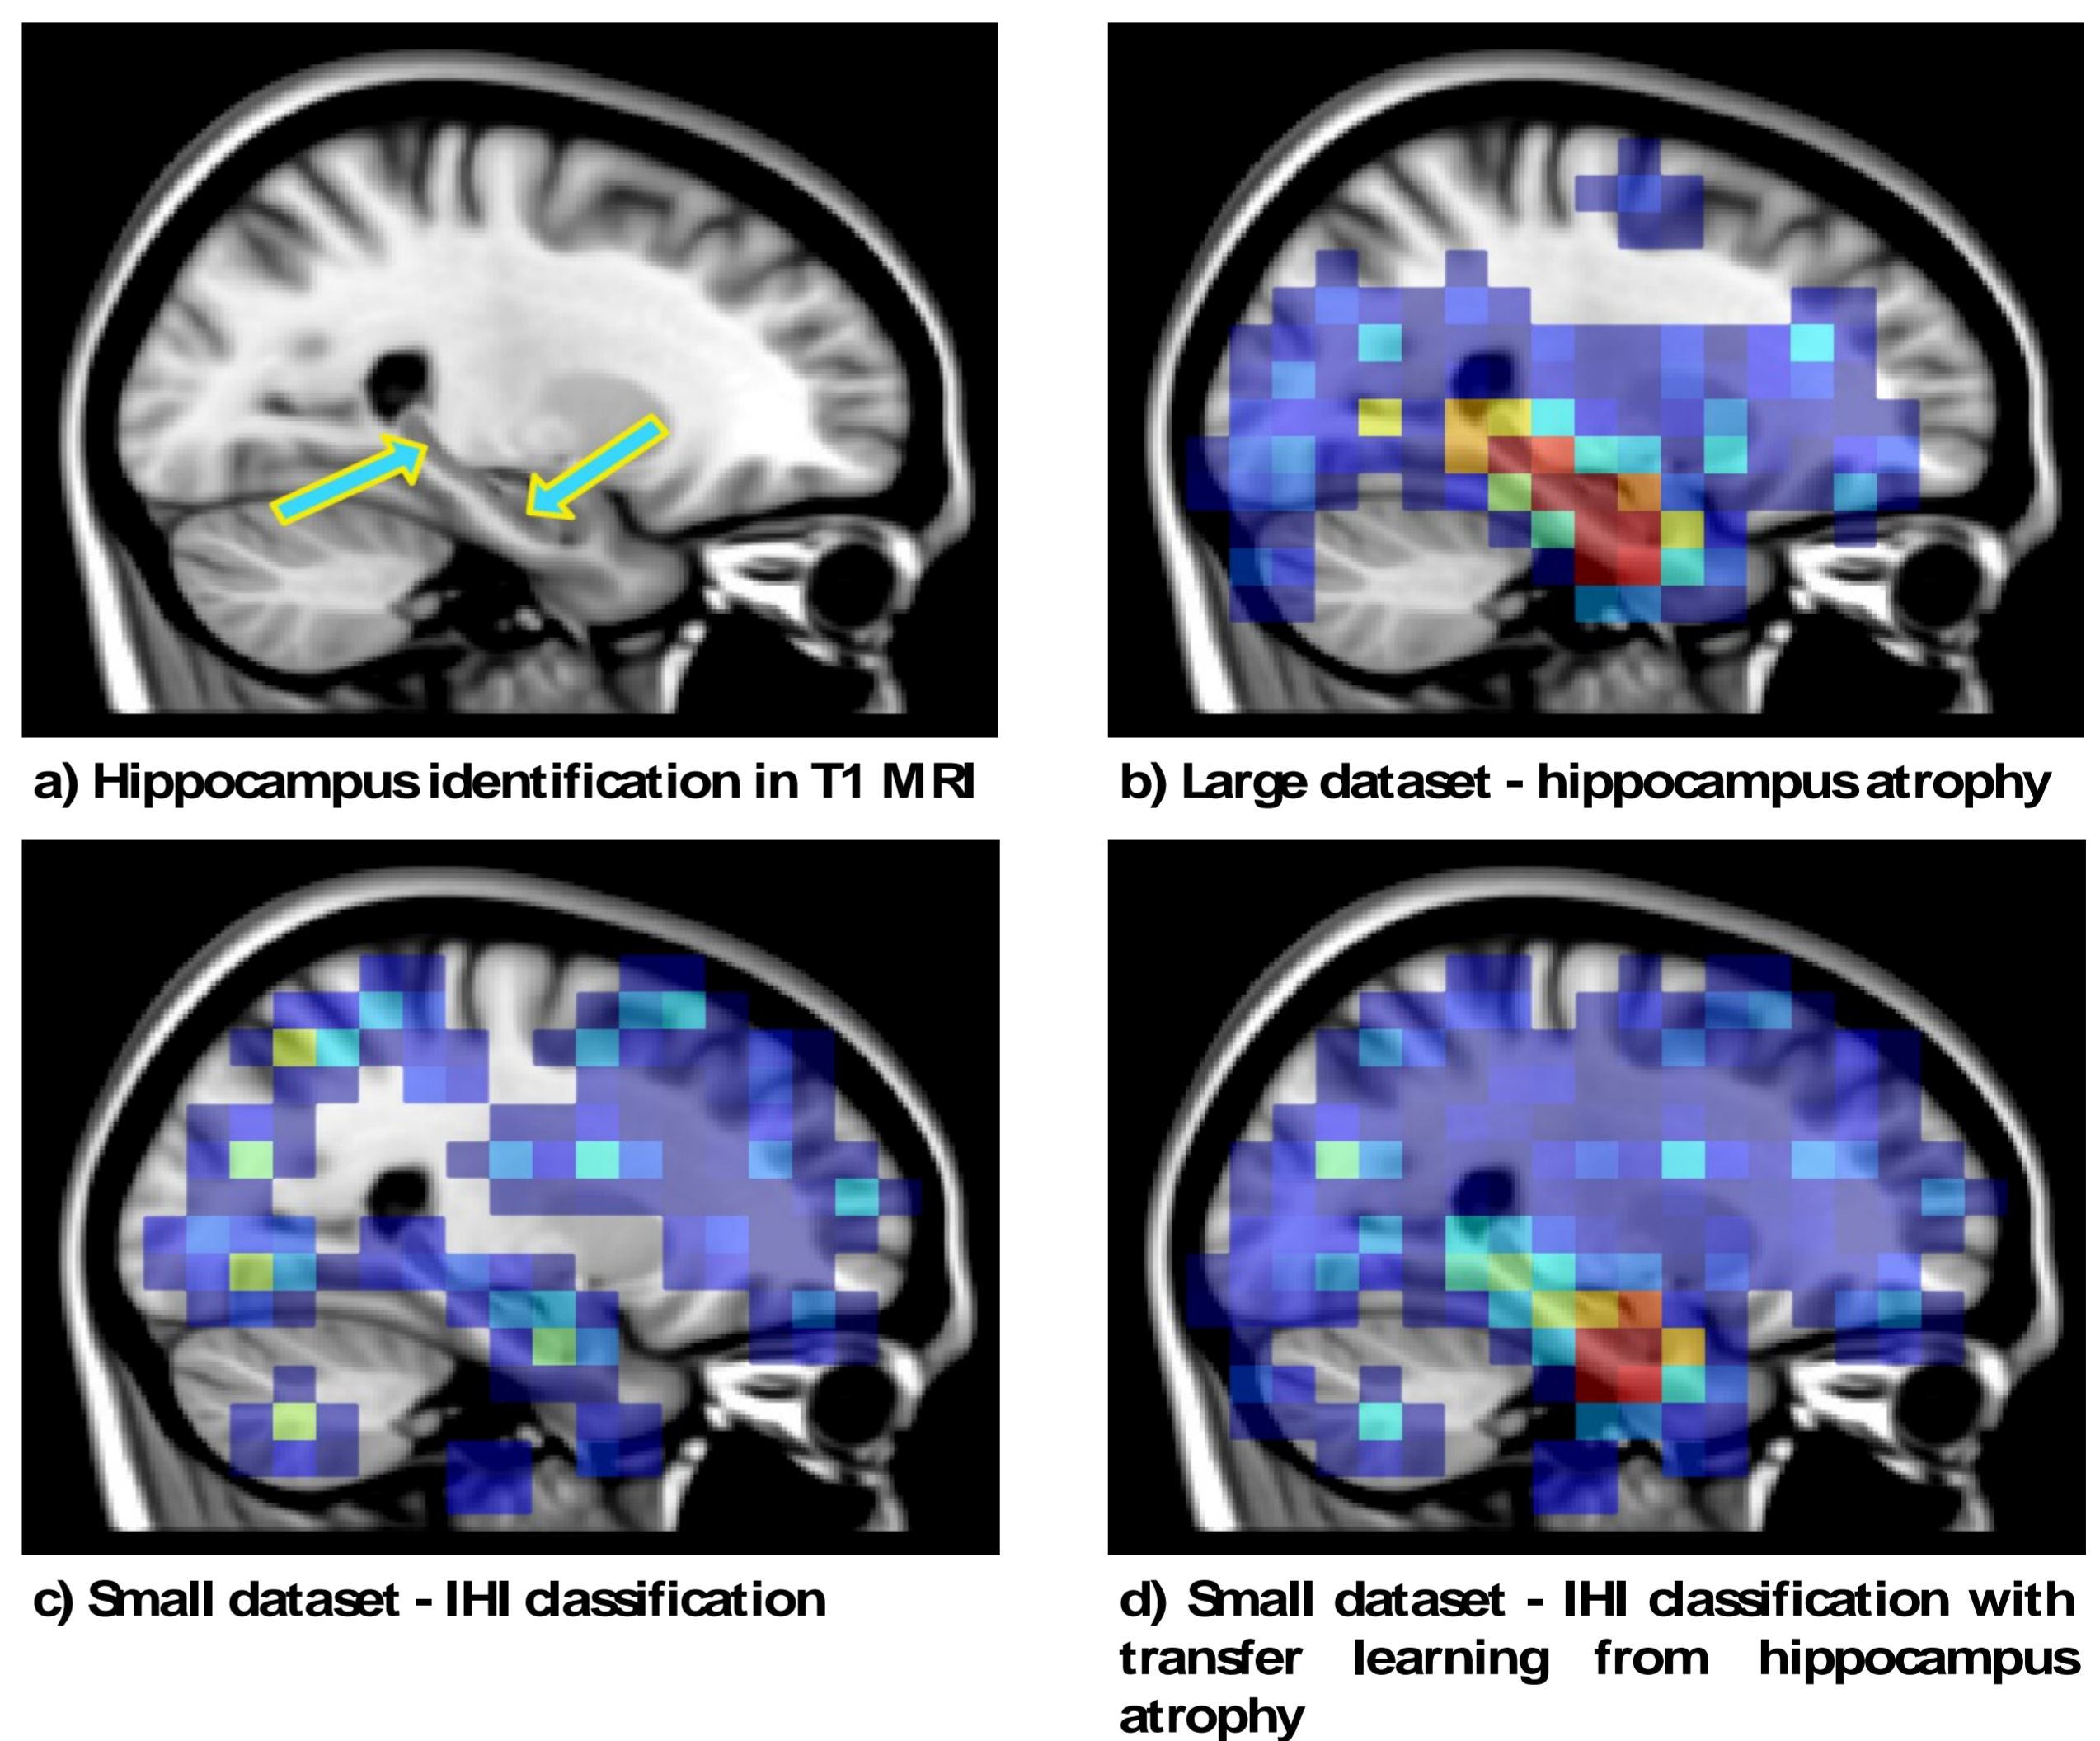 a) Hippocampus identification in T1 MRI
b) Large dataset - hippocampus atrophy
c) Small dataset - IHI classification
d) Small dataset - IHI classification with
transfer learning from hippocampus
atrophy